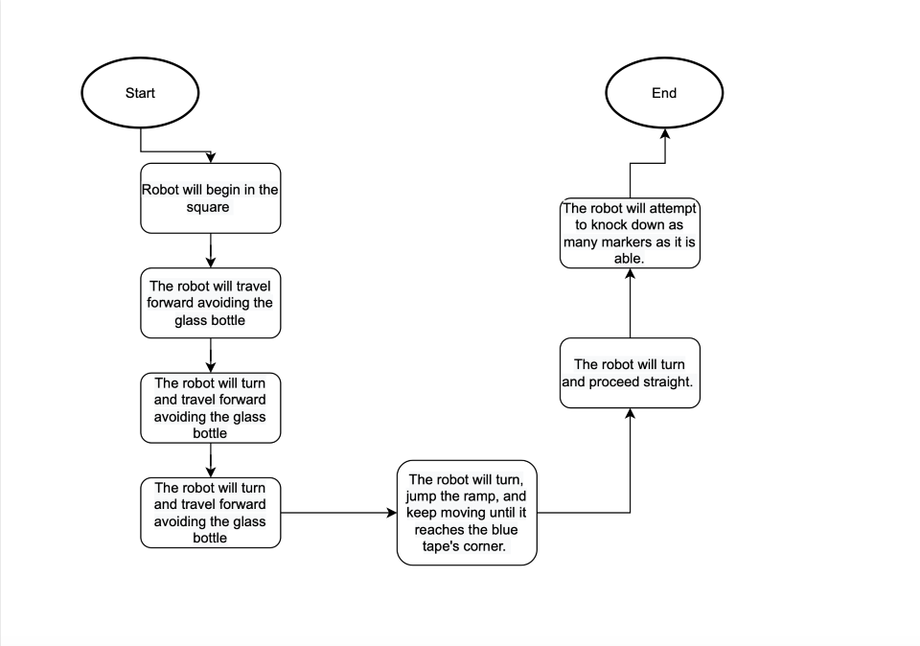 Start
Robot will begin in the
square
The robot will travel
forward avoiding the
glass bottle
The robot will turn
and travel forward
avoiding the glass
bottle
The robot will turn
and travel forward
avoiding the glass
bottle
The robot will turn,
jump the ramp, and
keep moving until it
reaches the blue
tape's corner.
The robot will turn
and proceed straight.
The robot will attempt
to knock down as
many markers as it is
able.
End